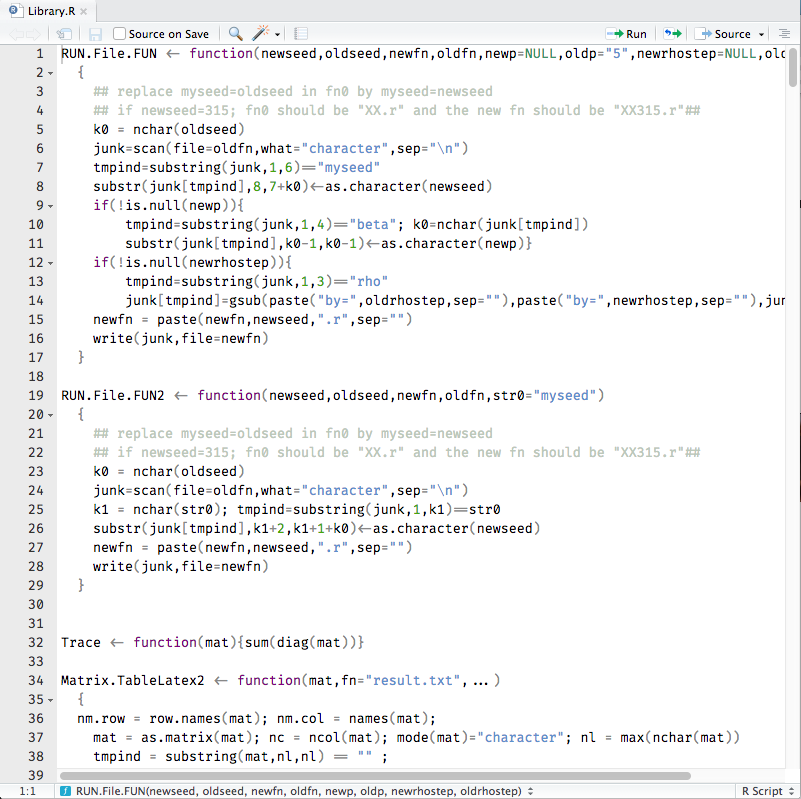 Library.R
Source on Save
Run
Source
1 RUN.File.FUN <- function(newseed,oldseed,newfn,oldfn,newp=NULL,oldp="5",newrhostep=NULL,old
2 {
3 ## replace myseed=oldseed in fn0 by myseed=newseed
4 ## if newseed=315; fn0 should be "XX.r" and the new fn should be "XX315.r"##
5 k0 = nchar(oldseed)
6 junk=scan(file=oldfn,what="character",sep="\n")
7 tmpind=substring(junk,1,6)=="myseed"
8 substr(junk[tmpind],8,7+k0)<-as.character(newseed)
9 if(!is.null(newp)){
10 tmpind=substring(junk,1,4)=="beta"; k0=nchar(junk[tmpind])
11 substr(junk[tmpind],k0-1,k0-1)<-as.character(newp)}
12 if(!is.null(newrhostep)){
13 tmpind=substring(junk,1,3)=="rho"
14 junk[tmpind]=gsub(paste("by=",oldrhostep,sep=""),paste("by=",newrhostep,sep=""),jun
15 newfn = paste(newfn,newseed,".r",sep="")
16 write(junk,file=newfn)
17 }
18
19 RUN.File.FUN2 <- function(newseed,oldseed,newfn,oldfn,str0="myseed")
20 {
21 ## replace myseed=oldseed in fn0 by myseed=newseed
22 ## if newseed=315; fn0 should be "XX.r" and the new fn should be "XX315.r"##
23 k0 = nchar(oldseed)
24 junk=scan(file=oldfn,what="character",sep="\n")
25 k1 = nchar(str0); tmpind=substring(junk,1,k1)==str0
26 substr(junk[tmpind],k1+2,k1+1+k0)<-as.character(newseed)
27 newfn = paste(newfn,newseed,".r",sep="")
28 write(junk,file=newfn)
29 }
30
31
32 Trace <- function(mat){sum(diag(mat))}
33
34 Matrix.TableLatex2 <- function(mat,fn="result.txt",...)
35 {
36 nm.row = row.names(mat); nm.col = names(mat);
37 mat = as.matrix(mat); nc = ncol(mat); mode(mat)="character"; nl = max(nchar(mat))
38 tmpind = substring(mat,nl,nl) == "" ;
39
1:1 RUN.File.FUN(newseed, oldseed, newfn, oldfn, newp, oldp, newrhostep, oldrhostep) R Script